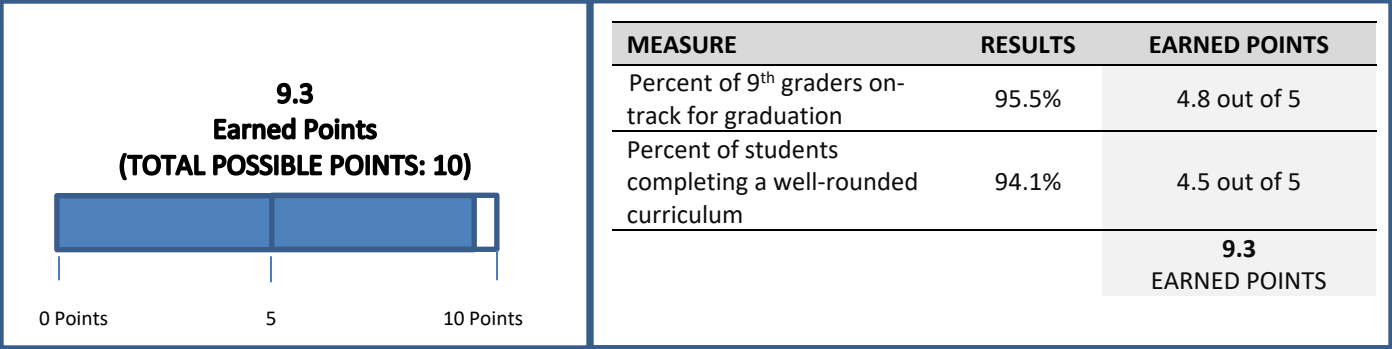 9.3
Earned Points
(TOTAL POSSIBLE POINTS: 10)
0 Points 5 10 Points
MEASURE RESULTS EARNED POINTS
Percent of 9th graders on-
track for graduation
95.5% 4.8 out of 5
Percent of students
completing a well-rounded
curriculum
94.1% 4.5 out of 5
9.3
EARNED POINTS